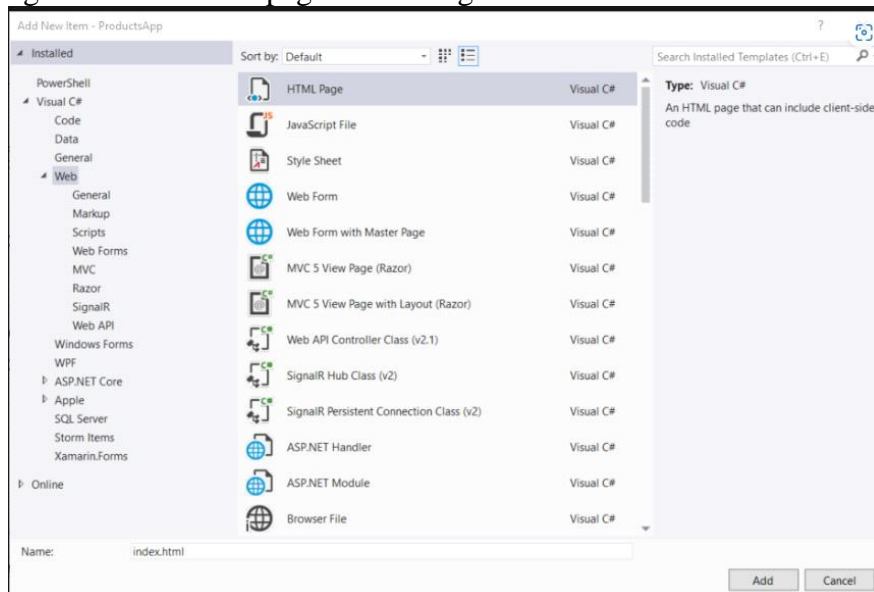 Add New Item - ProductsApp
?
Installed
Sort by: Default
Search Installed Templates (Ctrl+E)
PowerShell
Visual C#
Code
Data
General
Web
General
Markup
Scripts
Web Forms
MVC
Razor
SignalR
Web API
Windows Forms
WPF
ASP.NET Core
Apple
SQL Server
Storm Items
Xamarin.Forms
Online
HTML Page Visual C#
JavaScript File Visual C#
Style Sheet Visual C#
Web Form Visual C#
Web Form with Master Page Visual C#
MVC 5 View Page (Razor) Visual C#
MVC 5 View Page with Layout (Razor) Visual C#
Web API Controller Class (v2.1) Visual C#
SignalR Hub Class (v2) Visual C#
SignalR Persistent Connection Class (v2) Visual C#
ASP.NET Handler Visual C#
ASP.NET Module Visual C#
Browser File Visual C#
Type: Visual C#
An HTML page that can include client-side
code
Name: index.html
Add Cancel